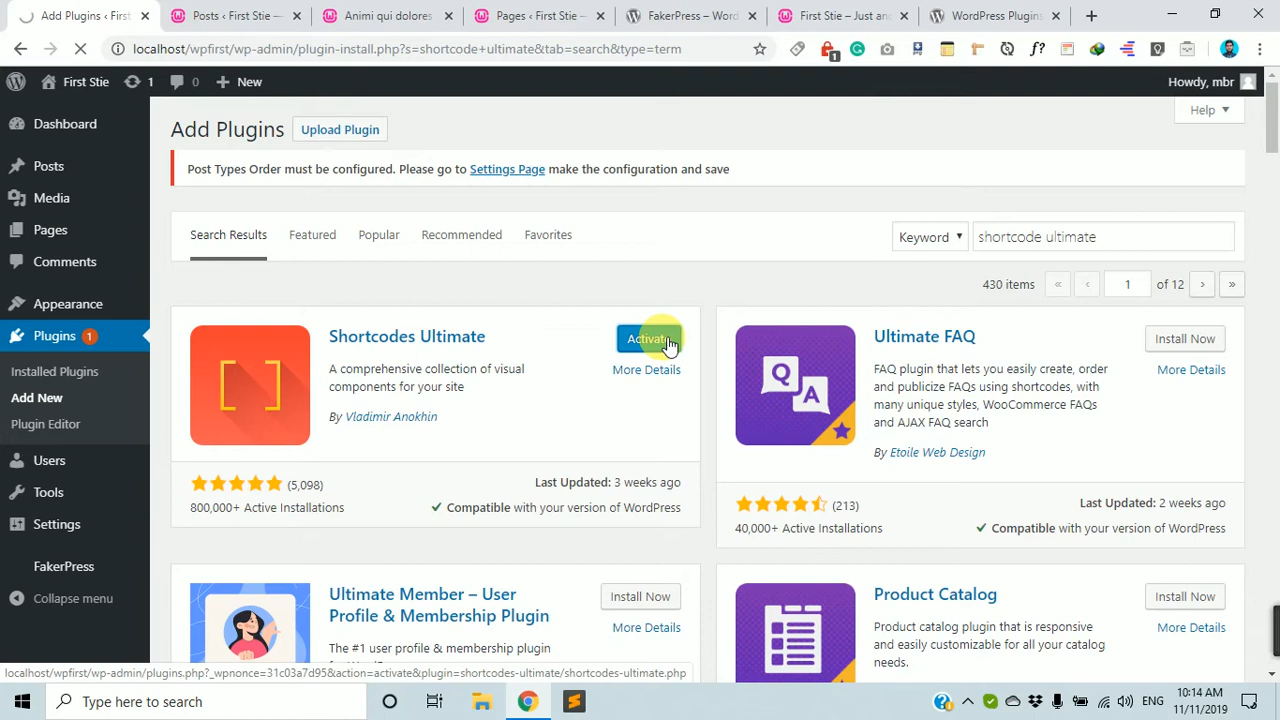 Add Plugins ‹ First S
Posts ‹ First Stie —
Animi qui dolores
Pages ‹ First Stie —
FakerPress – Word
First Stie – Just an
WordPress Plugins
localhost/wpfirst/wp-admin/plugin-install.php?s=shortcode+ultimate&tab=search&type=term
1
f?
First Stie
1
0
New
Howdy, mbr
Dashboard
Posts
Media
Pages
Comments
Appearance
Plugins 1
Installed Plugins
Add New
Plugin Editor
Users
Tools
Settings
FakerPress
Collapse menu
Help
Add Plugins
Upload Plugin
Post Types Order must be configured. Please go to Settings Page make the configuration and save
Search Results
Featured
Popular
Recommended
Favorites
Keyword
shortcode ultimate
430 items
«
‹
1
of 12
›
»
Shortcodes Ultimate
Activate
More Details
A comprehensive collection of visual
components for your site
By Vladimir Anokhin
(5,098)
800,000+ Active Installations
Last Updated: 3 weeks ago
Compatible with your version of WordPress
Q
A
Ultimate FAQ
Install Now
More Details
FAQ plugin that lets you easily create, order
and publicize FAQs using shortcodes, with
many unique styles, WooCommerce FAQs
and AJAX FAQ search
By Etoile Web Design
(213)
40,000+ Active Installations
Last Updated: 2 weeks ago
Compatible with your version of WordPress
Ultimate Member – User
Profile & Membership Plugin
Install Now
More Details
The #1 user profile & membership plugin
Product Catalog
Install Now
More Details
Product catalog plugin that is responsive
and easily customizable for all your catalog
needs.
localhost/wpfirst/wp-admin/plugins.php?_wpnonce=31c03a7d95&action=activate&plugin=shortcodes-ultimate/shortcodes-ultimate.php
Type here to search
ENG
10:14 AM
11/11/2019